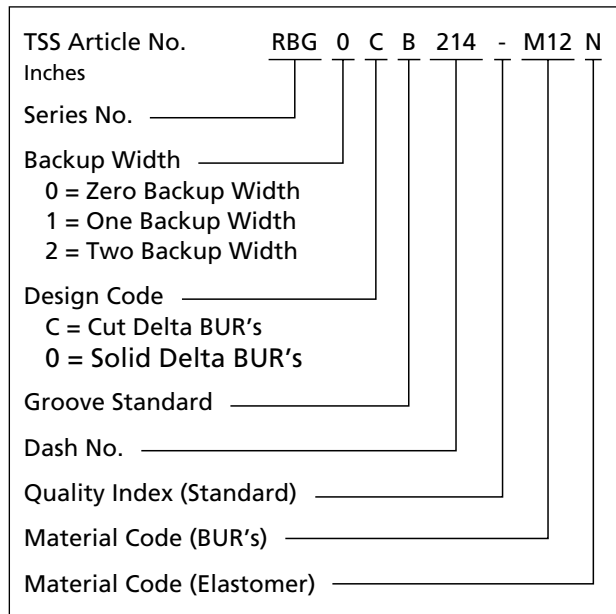 TSS Article No. RBG 0 C B 214 - M12 N
Inches
Series No.
Backup Width
0 = Zero Backup Width
1 = One Backup Width
2 = Two Backup Width
Design Code
C = Cut Delta BUR's
0 = Solid Delta BUR's
Groove Standard
Dash No.
Quality Index (Standard)
Material Code (BUR's)
Material Code (Elastomer)